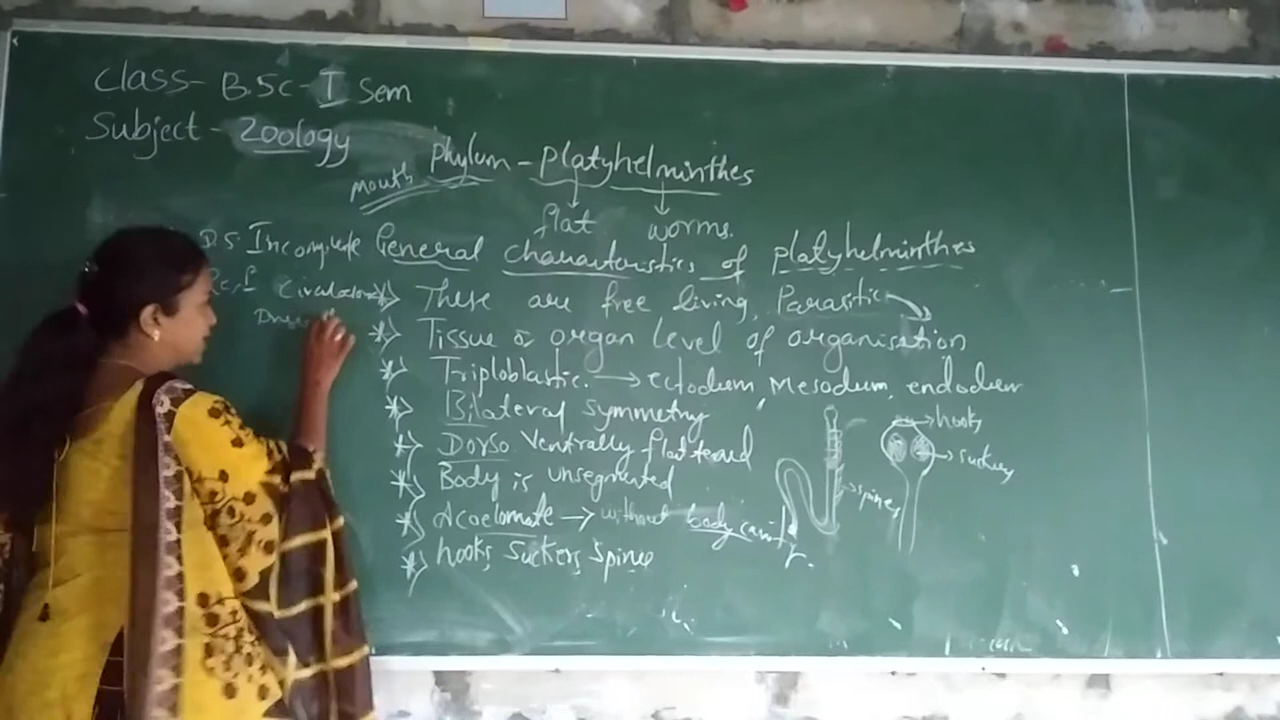 Class- B.Sc- I Sem
Subject - Zoology
Phylum - platyhelminthes
mouth
flat worms.
D.S. Incomplete
General characteristics of platyhelminthes
Circulatory
*> These are free living, Parasitic
*> Tissue or organ level of organisation
*> Triploblastic. → ectoderm, Mesoderm, endoderm
*> Bilateral symmetry
*> Dorso ventrally flattened
*> Body is unsegmented
*> Acoelomate → without body cavity.
*> hooks, suckers, spines
→ hooks
→ suckers
→ spines